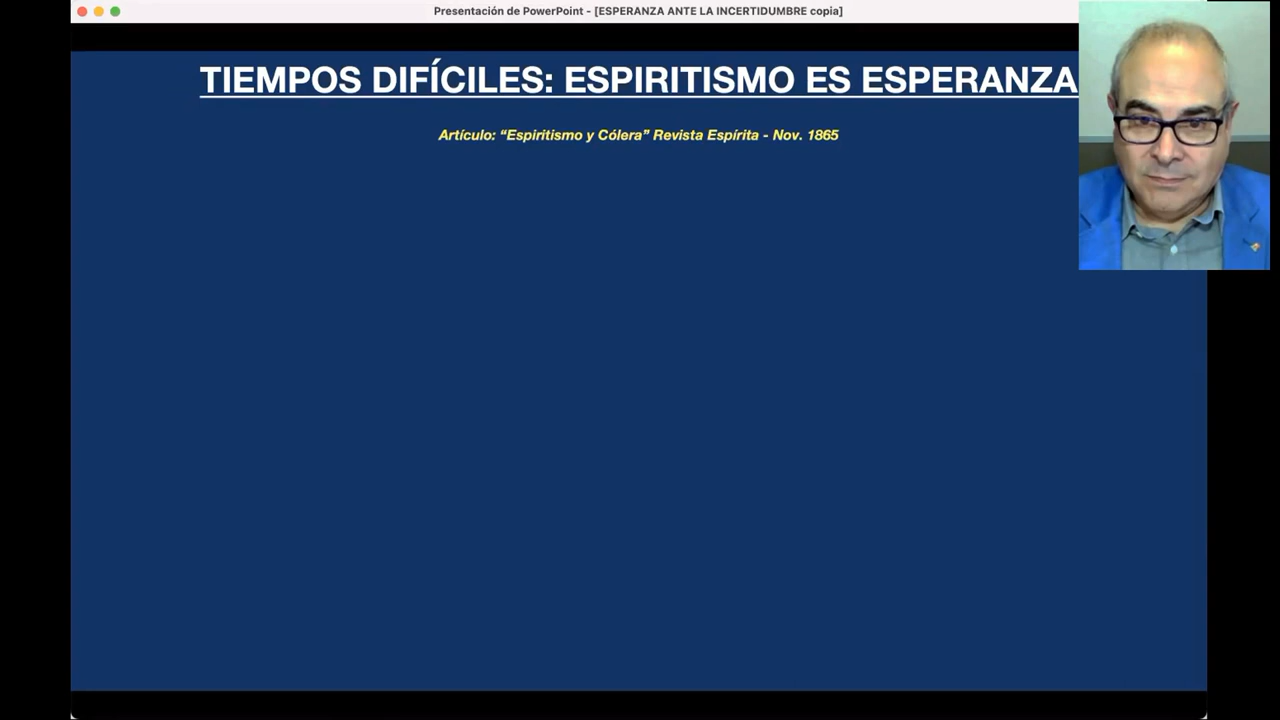 Presentación de PowerPoint - [ESPERANZA ANTE LA INCERTIDUMBRE copia]
TIEMPOS DIFÍCILES: ESPIRITISMO ES ESPERANZA
Artículo: “Espiritismo y Cólera” Revista Espírita - Nov. 1865